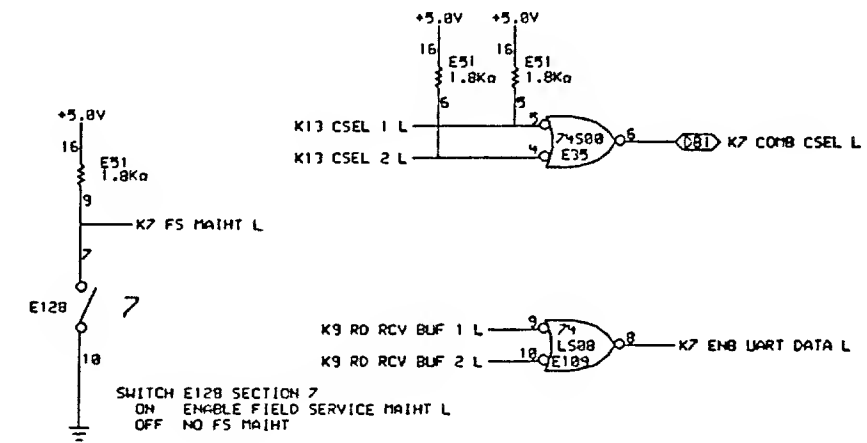 +5.0V +5.0V
16 16
E51 E51
1.8KΩ 1.8KΩ
6 5
K13 CSEL 1 L 5
74S00 6 DB1 K7 COMB CSEL L
K13 CSEL 2 L 4 E35
+5.0V
16
E51
1.8KΩ
9
K7 FS MAINT L
7
E128 7
10
K9 RD RCV BUF 1 L 9 74
LS08 8 K7 ENB UART DATA L
K9 RD RCV BUF 2 L 10 E109
SWITCH E128 SECTION 7
ON ENABLE FIELD SERVICE MAINT L
OFF NO FS MAINT